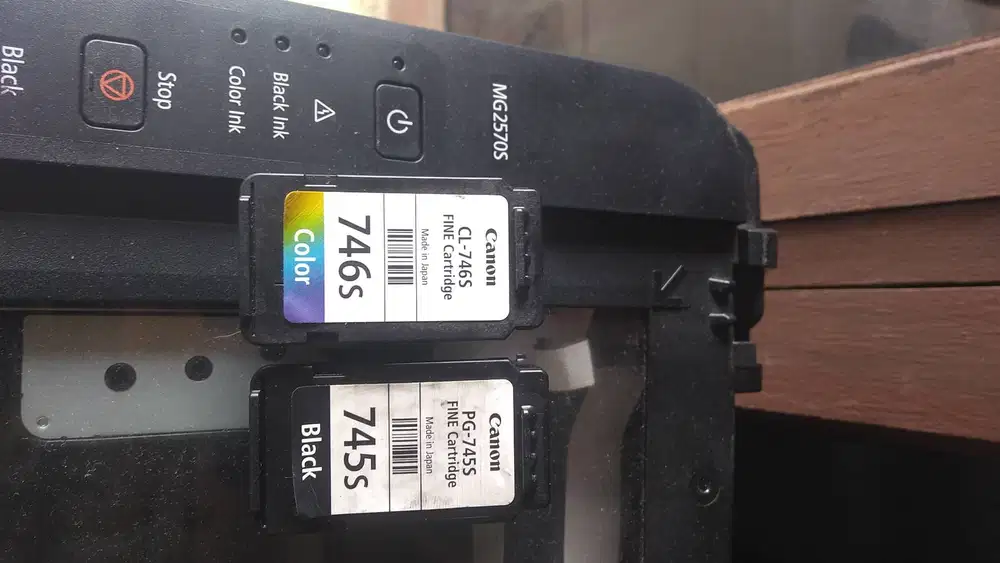 MG2570S
Black Ink
Color Ink
Stop
Black
Canon
CL-746S
FINE Cartridge
Made in Japan
746s
Color
Canon
PG-745S
FINE Cartridge
Made in Japan
745s
Black